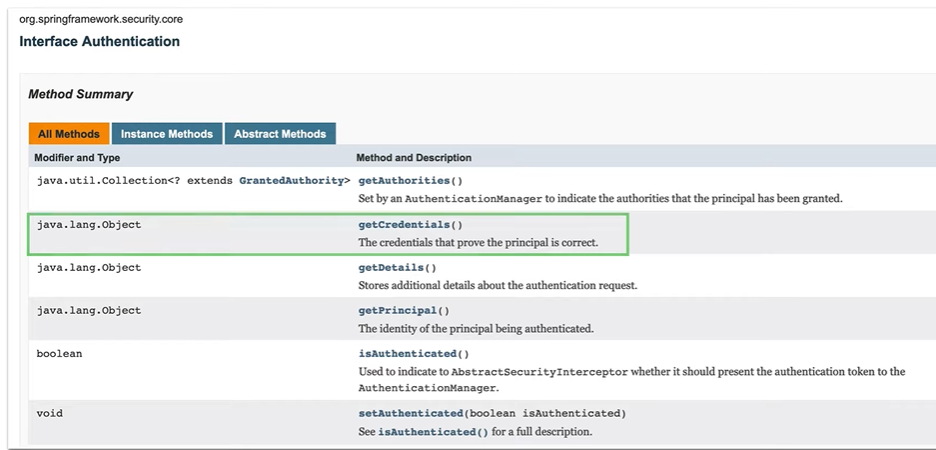 org.springframework.security.core
Interface Authentication
Method Summary
All Methods Instance Methods Abstract Methods
Modifier and Type Method and Description
java.util.Collection<? extends GrantedAuthority> getAuthorities()
Set by an AuthenticationManager to indicate the authorities that the principal has been granted.
java.lang.Object getCredentials()
The credentials that prove the principal is correct.
java.lang.Object getDetails()
Stores additional details about the authentication request.
java.lang.Object getPrincipal()
The identity of the principal being authenticated.
boolean isAuthenticated()
Used to indicate to AbstractSecurityInterceptor whether it should present the authentication token to the
AuthenticationManager.
void setAuthenticated(boolean isAuthenticated)
See isAuthenticated() for a full description.